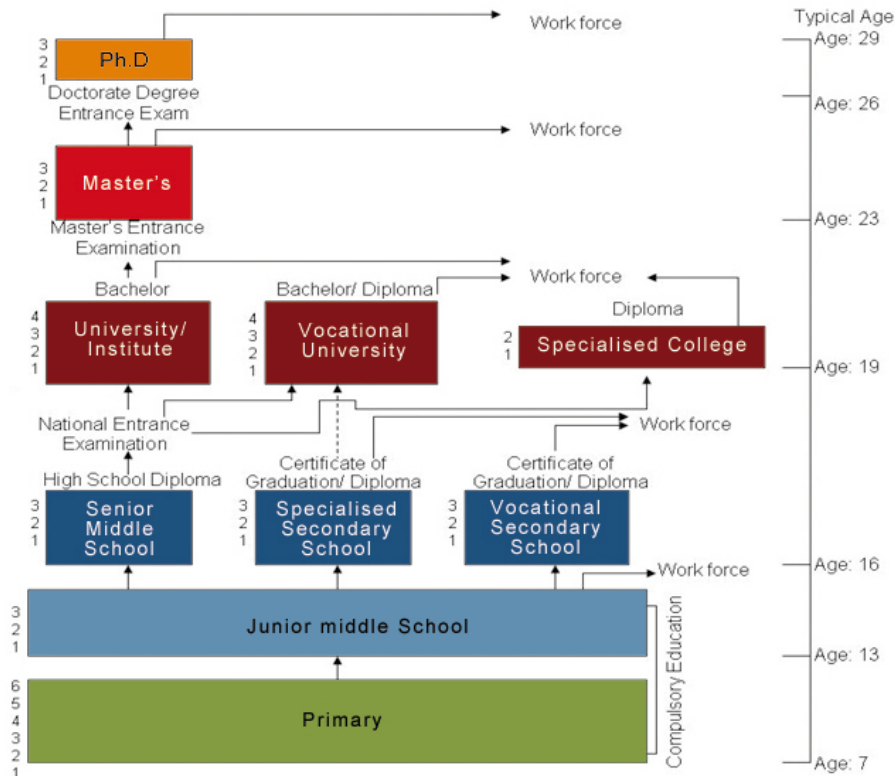 Typical Age
Work force
Age: 29
3
2
1
Ph.D
Doctorate Degree
Entrance Exam
Age: 26
Work force
3
2
1
Master's
Master's Entrance
Examination
Age: 23
Bachelor
Bachelor/ Diploma
Work force
Diploma
4
3
2
1
University/
Institute
4
3
2
1
Vocational
University
2
1
Specialised College
Age: 19
National Entrance
Examination
Work force
High School Diploma
Certificate of
Graduation/ Diploma
Certificate of
Graduation/ Diploma
3
2
1
Senior
Middle
School
3
2
1
Specialised
Secondary
School
3
2
1
Vocational
Secondary
School
Age: 16
Work force
3
2
1
Junior middle School
Age: 13
Compulsory Education
6
5
4
3
2
1
Primary
Age: 7